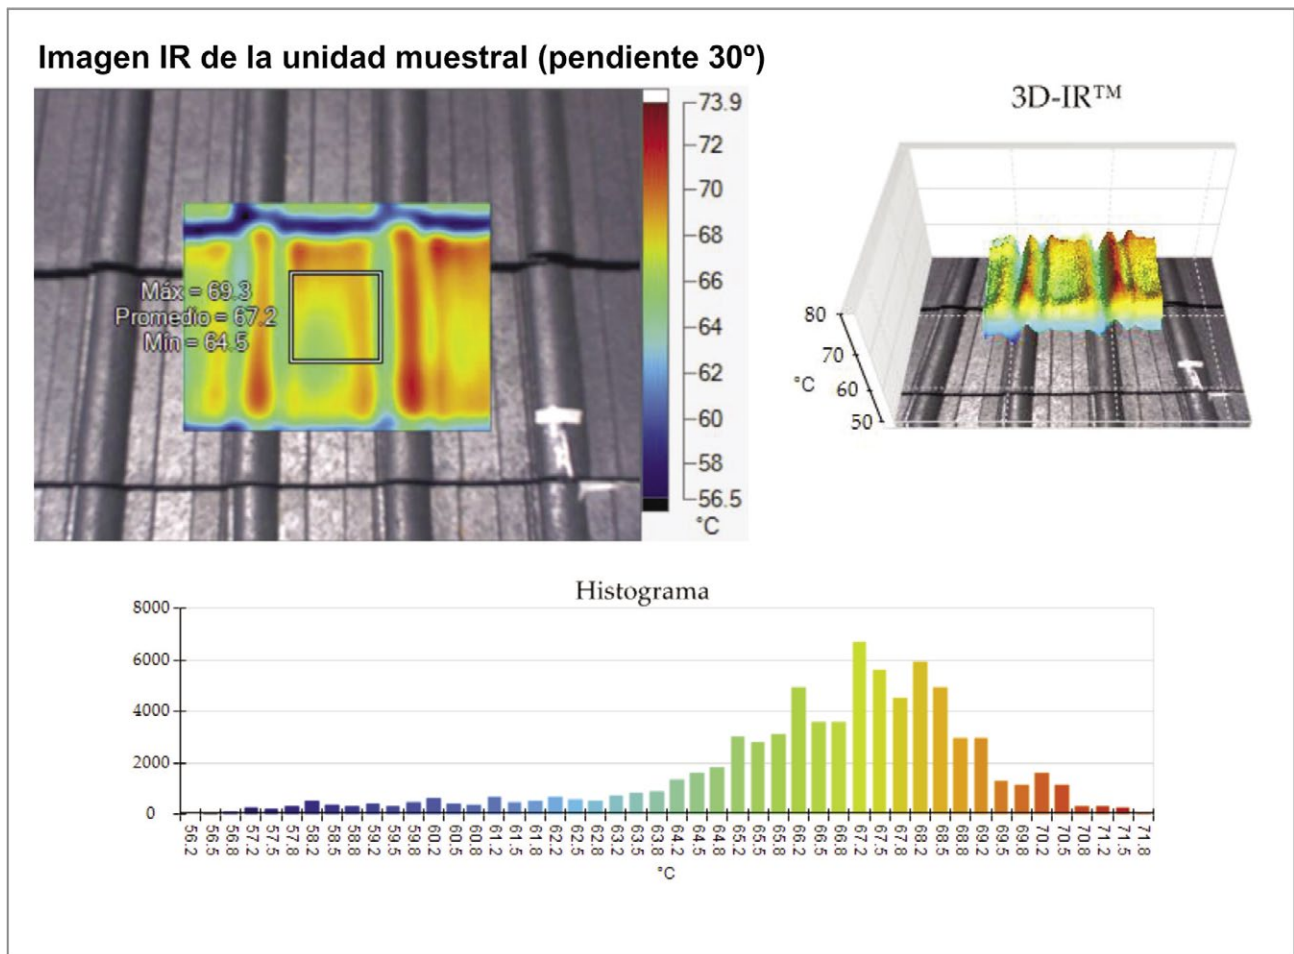 Imagen IR de la unidad muestral (pendiente 30º)
Máx = 69.3
Promedio = 67.2
Min = 64.5
73.9
72
70
68
66
64
62
60
58
56.5
°C
3D-IR™
80
70
60
50
°C
Histograma
8000
6000
4000
2000
0
56.2 56.5 56.8 57.2 57.5 57.8 58.2 58.5 58.8 59.2 59.5 59.8 60.2 60.5 60.8 61.2 61.5 61.8 62.2 62.5 62.8 63.2 63.5 63.8 64.2 64.5 64.8 65.2 65.5 65.8 66.2 66.5 66.8 67.2 67.5 67.8 68.2 68.5 68.8 69.2 69.5 69.8 70.2 70.5 70.8 71.2 71.5 71.8
°C